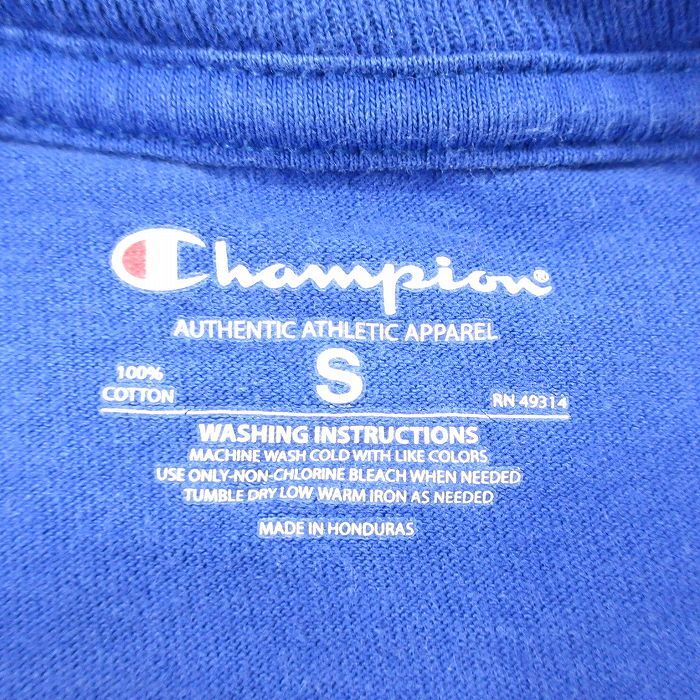 Champion®
AUTHENTIC ATHLETIC APPAREL
100%
COTTON
S
RN 49314
WASHING INSTRUCTIONS
MACHINE WASH COLD WITH LIKE COLORS
USE ONLY-NON-CHLORINE BLEACH WHEN NEEDED
TUMBLE DRY LOW WARM IRON AS NEEDED
MADE IN HONDURAS